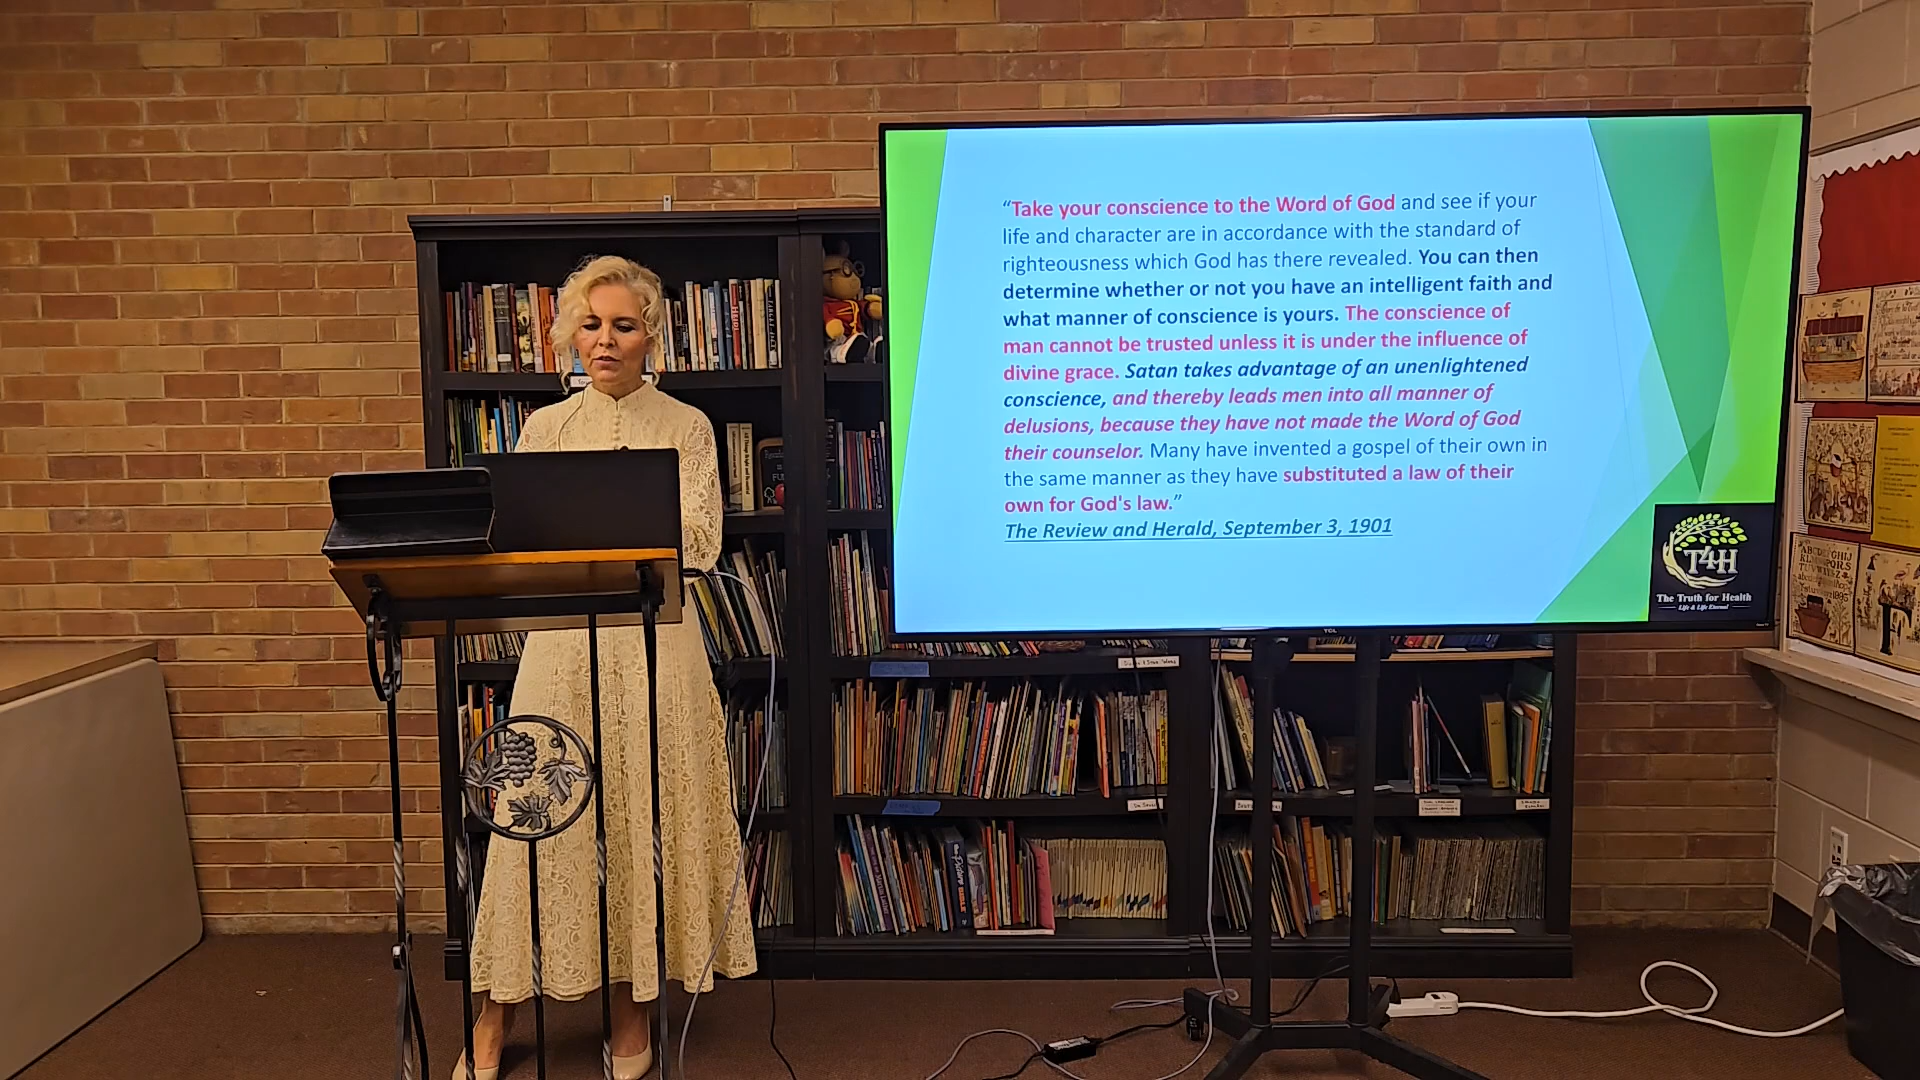 “Take your conscience to the Word of God and see if your
life and character are in accordance with the standard of
righteousness which God has there revealed. You can then
determine whether or not you have an intelligent faith and
what manner of conscience is yours. The conscience of
man cannot be trusted unless it is under the influence of
divine grace. Satan takes advantage of an unenlightened
conscience, and thereby leads men into all manner of
delusions, because they have not made the Word of God
their counselor. Many have invented a gospel of their own in
the same manner as they have substituted a law of their
own for God's law.”
The Review and Herald, September 3, 1901
T4H
The Truth for Health
Life & Life Eternal
TCL
HEIDI